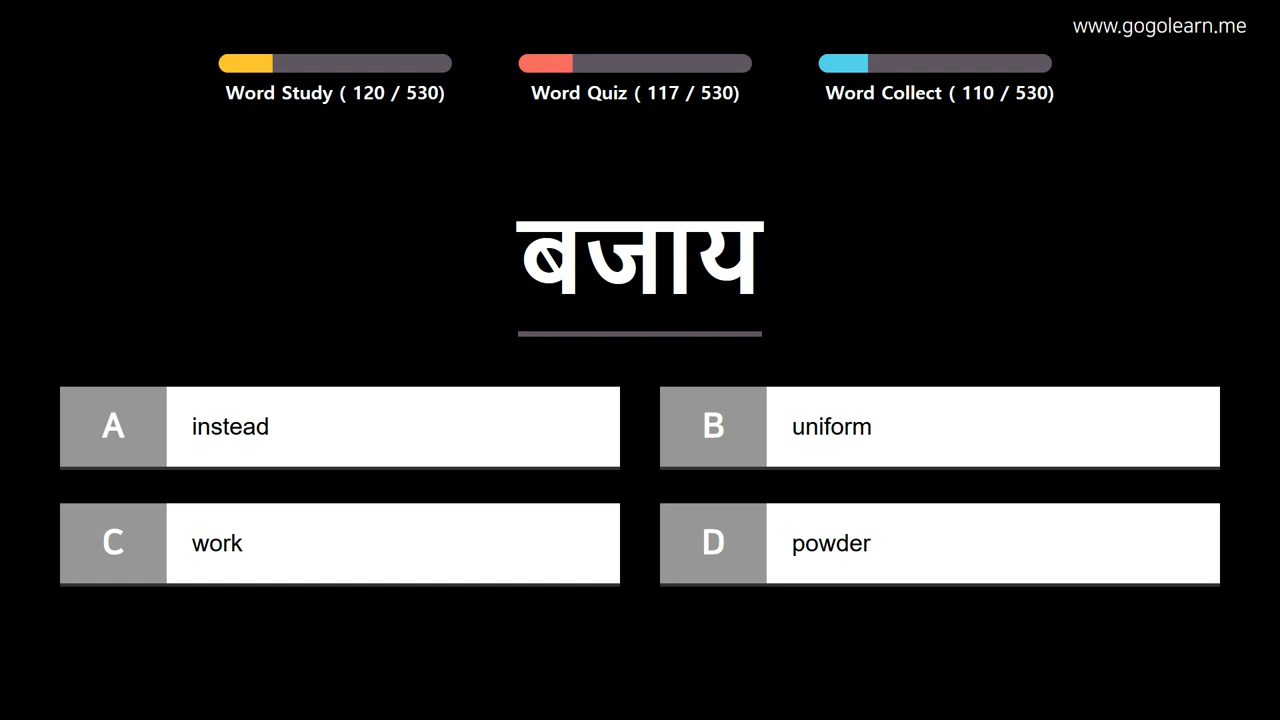 www.gogolearn.me
Word Study ( 120 / 530)
Word Quiz ( 117 / 530)
Word Collect ( 110 / 530)
बजाय
A instead
B uniform
C work
D powder